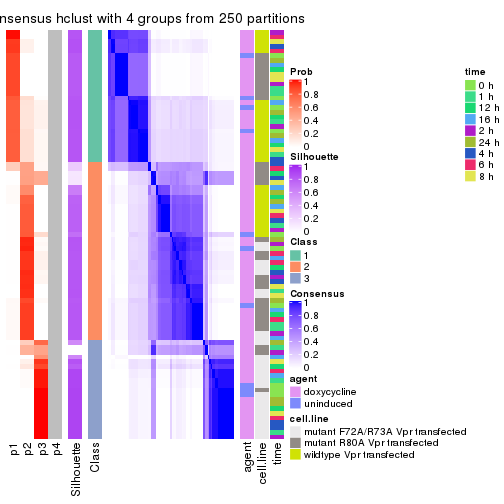 nsensus hclust with 4 groups from 250 partitions
Prob
1
0.8
0.6
0.4
0.2
0
Silhouette
1
0.8
0.6
0.4
0.2
0
Class
1
2
3
Consensus
1
0.8
0.6
0.4
0.2
0
agent
doxycycline
uninduced
cell.line
mutant F72A/R73A Vpr transfected
mutant R80A Vpr transfected
wildtype Vpr transfected
time
0 h
1 h
12 h
16 h
2 h
24 h
4 h
6 h
8 h
p1
p2
p3
p4
Silhouette
Class
agent
cell.line
time